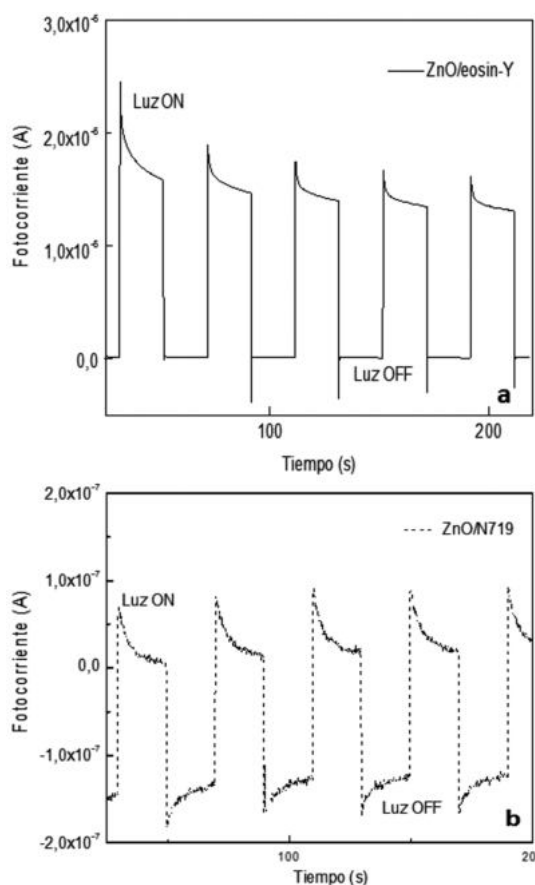 3,0x10⁻⁶
ZnO/eosin-Y
Luz ON
2,0x10⁻⁶
Fotocorriente (A)
1,0x10⁻⁶
0,0
Luz OFF
a
100
200
Tiempo (s)
2,0x10⁻⁷
ZnO/N719
1,0x10⁻⁷
Luz ON
Fotocorriente (A)
0,0
-1,0x10⁻⁷
Luz OFF
b
-2,0x10⁻⁷
100
20
Tiempo (s)